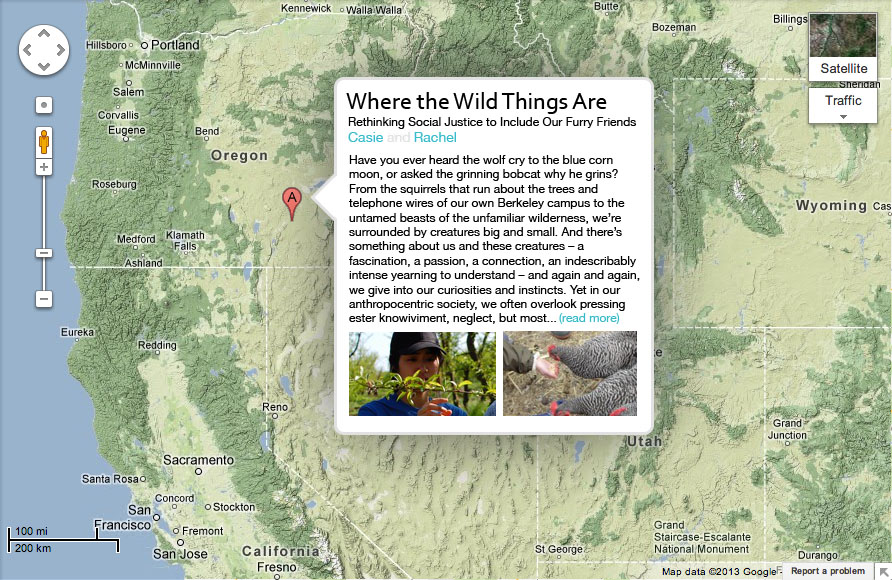 Kennewick
Walla Walla
Butte
Billings
Bozeman
Hillsboro
Portland
McMinnville
Salem
Corvallis
Eugene
Bend
Oregon
Roseburg
Medford
Klamath
Falls
Ashland
Eureka
Redding
Reno
Sacramento
Santa Rosa
Concord
Stockton
San
Francisco
Fremont
San Jose
California
Fresno
100 mi
200 km
A
Where the Wild Things Are
Rethinking Social Justice to Include Our Furry Friends
Casie and Rachel
Have you ever heard the wolf cry to the blue corn
moon, or asked the grinning bobcat why he grins?
From the squirrels that run about the trees and
telephone wires of our own Berkeley campus to the
untamed beasts of the unfamiliar wilderness, we're
surrounded by creatures big and small. And there's
something about us and these creatures – a
fascination, a passion, a connection, an indescribably
intense yearning to understand – and again and again,
we give into our curiosities and instincts. Yet in our
anthropocentric society, we often overlook pressing
ester knowiviment, neglect, but most... (read more)
Satellite
Sheridan
Traffic
Wyoming
Cas
Utah
Grand
Junction
St George
Grand
Staircase-Escalante
National Monument
Durango
Map data ©2013 Google
Report a problem